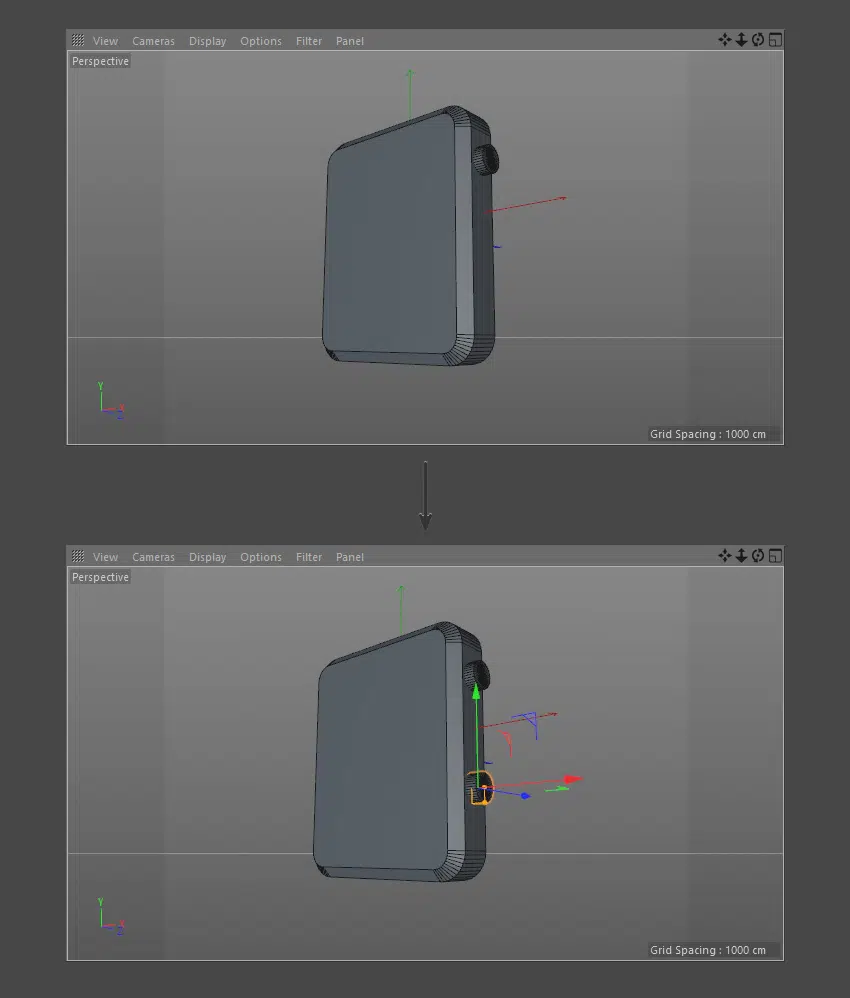 View Cameras Display Options Filter Panel
Perspective
Y
X
Z
Grid Spacing : 1000 cm
View Cameras Display Options Filter Panel
Perspective
Y
X
Z
Grid Spacing : 1000 cm